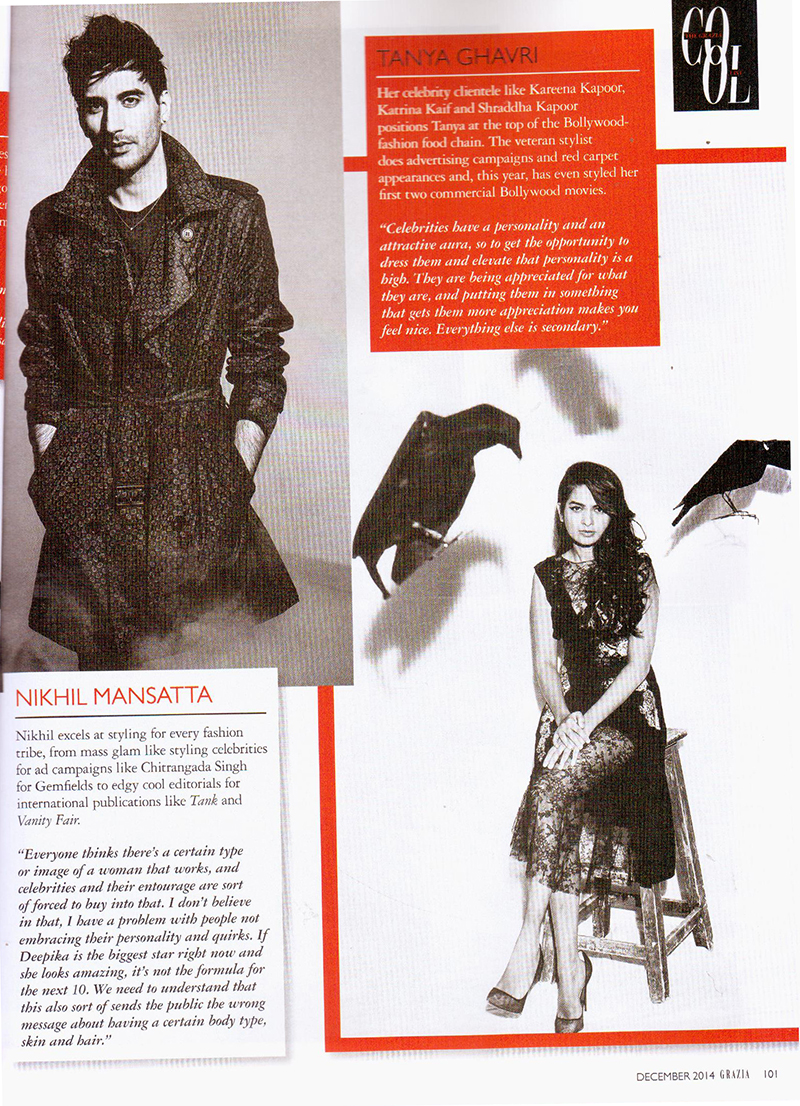 THE GRAZIA
COOL
LIST
TANYA GHAVRI
Her celebrity clientele like Kareena Kapoor,
Katrina Kaif and Shraddha Kapoor
positions Tanya at the top of the Bollywood-
fashion food chain. The veteran stylist
does advertising campaigns and red carpet
appearances and, this year, has even styled her
first two commercial Bollywood movies.
“Celebrities have a personality and an
attractive aura, so to get the opportunity to
dress them and elevate that personality is a
high. They are being appreciated for what
they are, and putting them in something
that gets them more appreciation makes you
feel nice. Everything else is secondary.”
NIKHIL MANSATTA
Nikhil excels at styling for every fashion
tribe, from mass glam like styling celebrities
for ad campaigns like Chitrangada Singh
for Gemfields to edgy cool editorials for
international publications like Tank and
Vanity Fair.
“Everyone thinks there’s a certain type
or image of a woman that works, and
celebrities and their entourage are sort
of forced to buy into that. I don’t believe
in that, I have a problem with people not
embracing their personality and quirks. If
Deepika is the biggest star right now and
she looks amazing, it’s not the formula for
the next 10. We need to understand that
this also sort of sends the public the wrong
message about having a certain body type,
skin and hair.”
DECEMBER 2014 GRAZIA 101